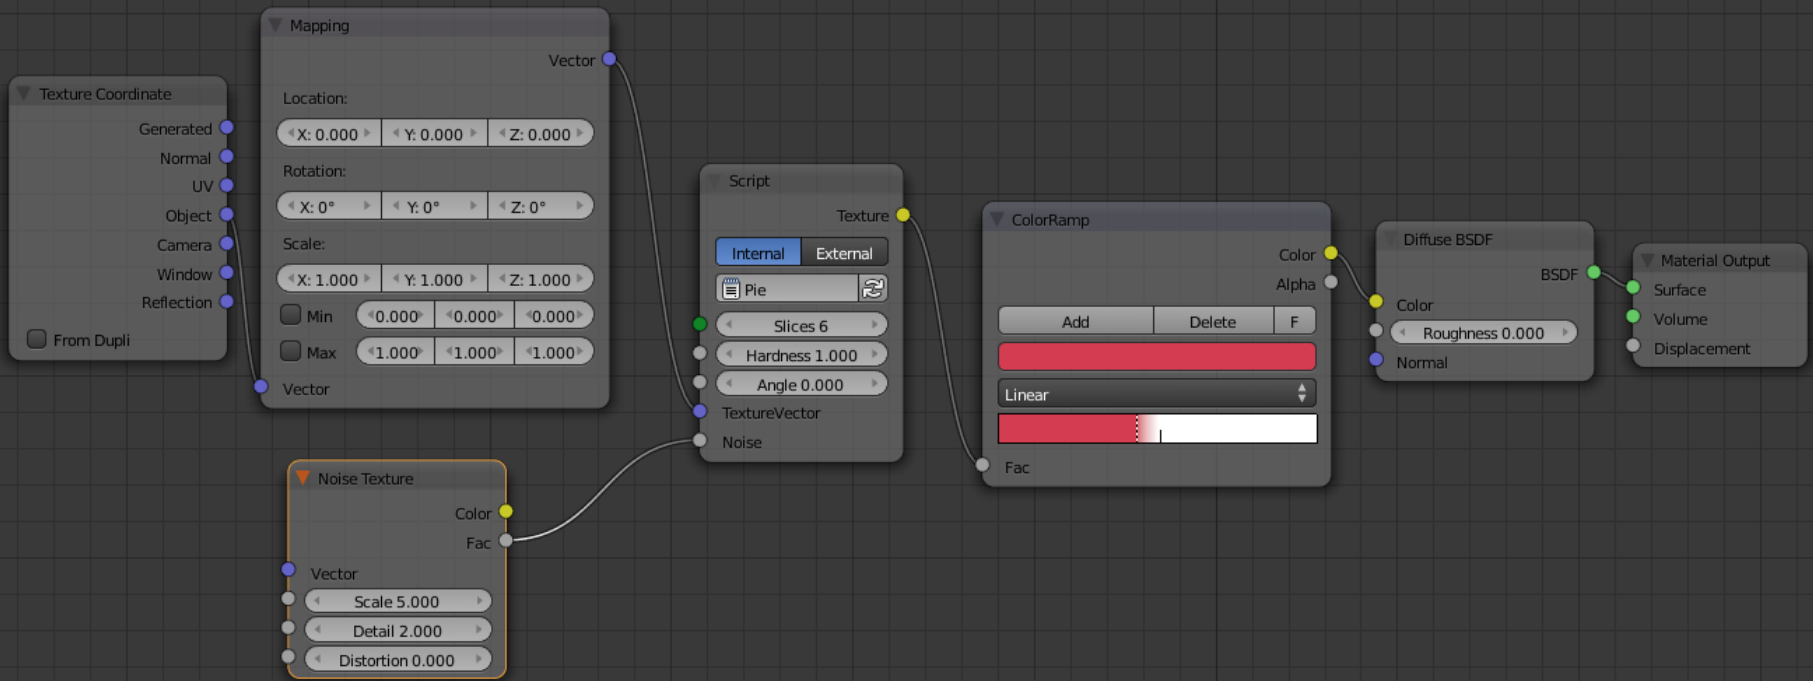 Texture Coordinate
Generated
Normal
UV
Object
Camera
Window
Reflection
From Dupli
Mapping
Vector
Location:
X: 0.000 Y: 0.000 Z: 0.000
Rotation:
X: 0° Y: 0° Z: 0°
Scale:
X: 1.000 Y: 1.000 Z: 1.000
Min 0.000 0.000 0.000
Max 1.000 1.000 1.000
Vector
Noise Texture
Color
Fac
Vector
Scale 5.000
Detail 2.000
Distortion 0.000
Script
Texture
Internal External
Pie
Slices 6
Hardness 1.000
Angle 0.000
TextureVector
Noise
ColorRamp
Color
Alpha
Add Delete F
Linear
Fac
Diffuse BSDF
BSDF
Color
Roughness 0.000
Normal
Material Output
Surface
Volume
Displacement